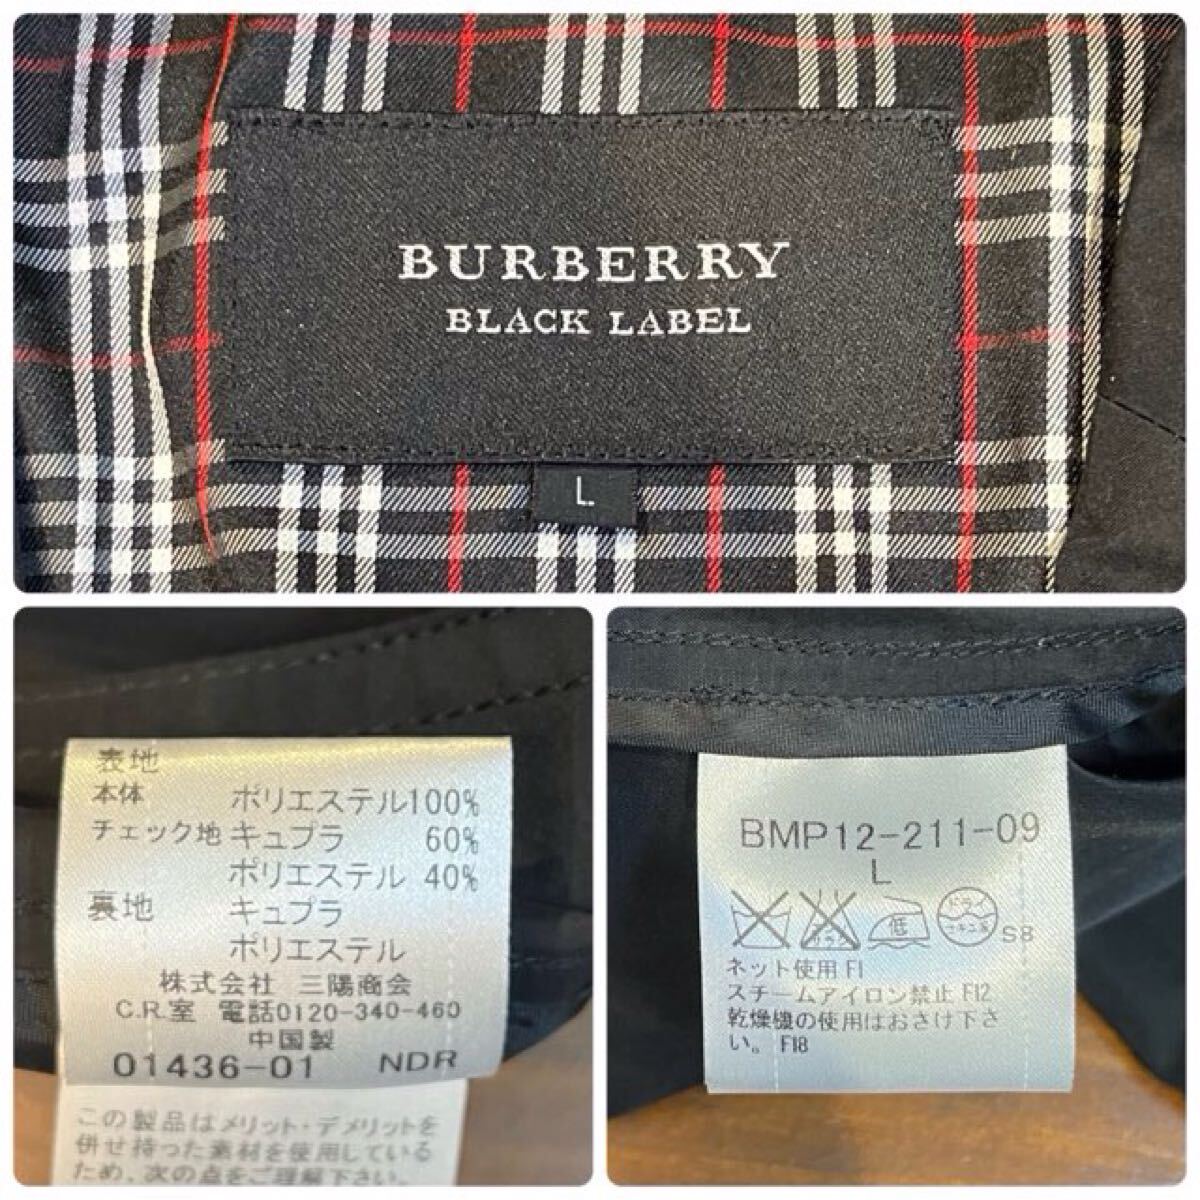 BURBERRY
BLACK LABEL
L
表地
本体 ポリエステル100%
チェック地 キュプラ 60%
ポリエステル 40%
裏地 キュプラ
ポリエステル
株式会社 三陽商会
C.R.室 電話0120-340-460
中国製
01436-01 NDR
この製品はメリット・デメリットを
併せ持った素材を使用している
ため、次の点をご理解下さい。
BMP12-211-09
L
低 ドライ セキユ系 S8
ネット使用 F1
スチームアイロン禁止 F12
乾燥機の使用はおさけ下さ
い。 F18